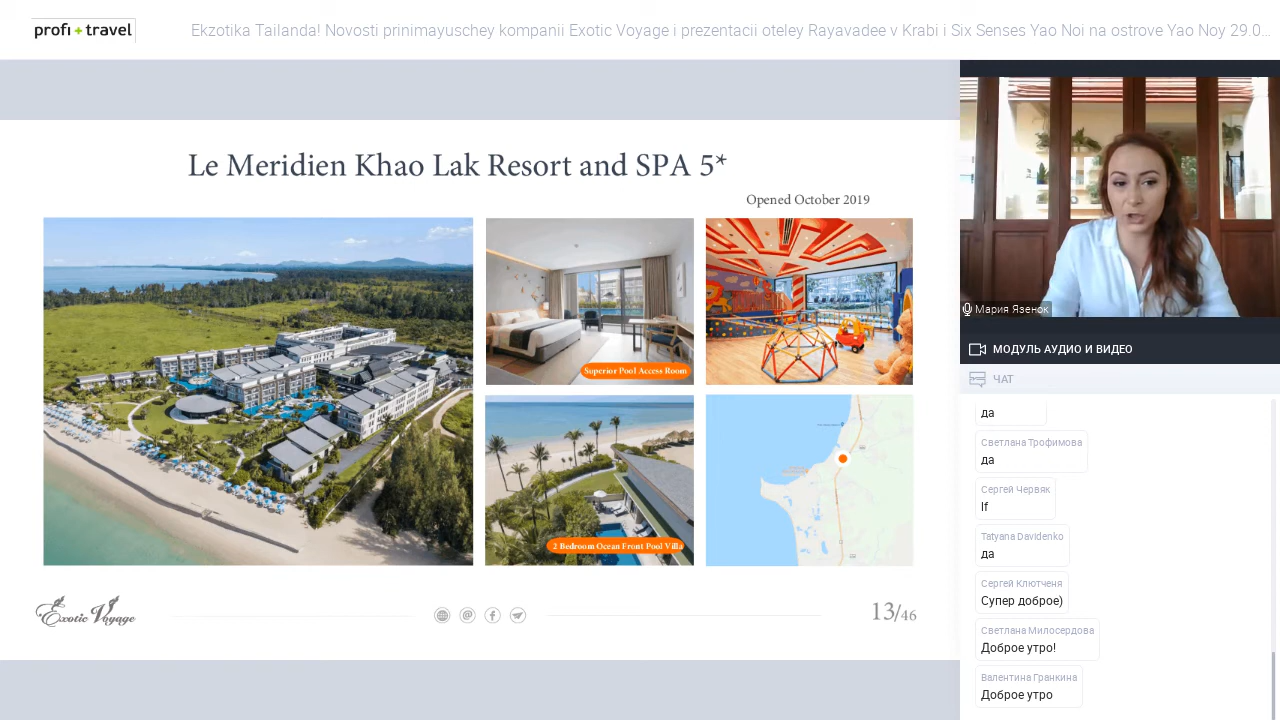 profi + travel
Ekzotika Tailanda! Novosti prinimayuschey kompanii Exotic Voyage i prezentacii oteley Rayavadee v Krabi i Six Senses Yao Noi na ostrove Yao Noy 29.0...
Le Meridien Khao Lak Resort and SPA 5*
Opened October 2019
Superior Pool Access Room
2 Bedroom Ocean Front Pool Villa
Exotic Voyage
13/46
Мария Язенок
МОДУЛЬ АУДИО И ВИДЕО
ЧАТ
да
Светлана Трофимова
да
Сергей Червяк
lf
Tatyana Davidenko
да
Сергей Клютченя
Супер доброе)
Светлана Милосердова
Доброе утро!
Валентина Гранкина
Доброе утро